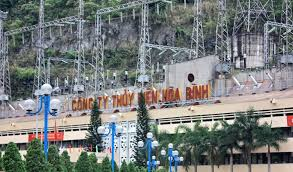 CÔNG TY THỦY ĐIỆN HÒA BÌNH